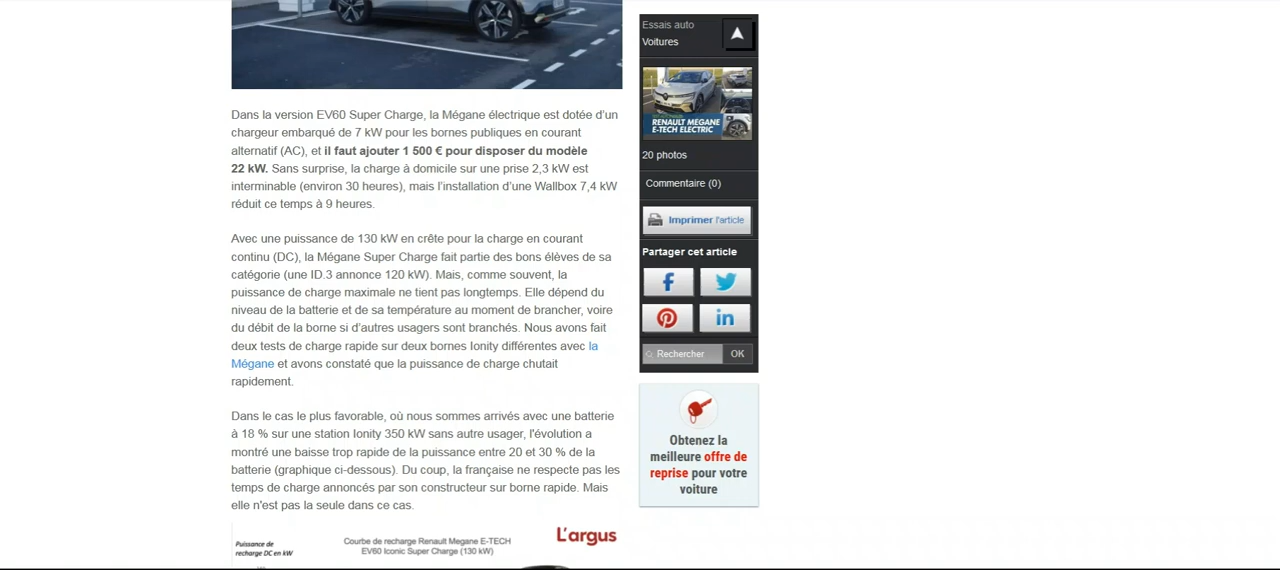 Dans la version EV60 Super Charge, la Mégane électrique est dotée d'un
chargeur embarqué de 7 kW pour les bornes publiques en courant
alternatif (AC), et il faut ajouter 1 500 € pour disposer du modèle
22 kW. Sans surprise, la charge à domicile sur une prise 2,3 kW est
interminable (environ 30 heures), mais l'installation d'une Wallbox 7,4 kW
réduit ce temps à 9 heures.
Avec une puissance de 130 kW en crête pour la charge en courant
continu (DC), la Mégane Super Charge fait partie des bons élèves de sa
catégorie (une ID.3 annonce 120 kW). Mais, comme souvent, la
puissance de charge maximale ne tient pas longtemps. Elle dépend du
niveau de la batterie et de sa température au moment de brancher, voire
du débit de la borne si d'autres usagers sont branchés. Nous avons fait
deux tests de charge rapide sur deux bornes Ionity différentes avec la
Mégane et avons constaté que la puissance de charge chutait
rapidement.
Dans le cas le plus favorable, où nous sommes arrivés avec une batterie
à 18 % sur une station Ionity 350 kW sans autre usager, l'évolution a
montré une baisse trop rapide de la puissance entre 20 et 30 % de la
batterie (graphique ci-dessous). Du coup, la française ne respecte pas les
temps de charge annoncés par son constructeur sur borne rapide. Mais
elle n'est pas la seule dans ce cas.
Puissance de
recharge DC en kW
Courbe de recharge Renault Megane E-TECH
EV60 Iconic Super Charge (130 kW)
L'argus
Essais auto
Voitures
RENAULT MEGANE
E-TECH ELECTRIC
20 photos
Commentaire (0)
Imprimer l'article
Partager cet article
Rechercher
OK
Obtenez la
meilleure offre de
reprise pour votre
voiture